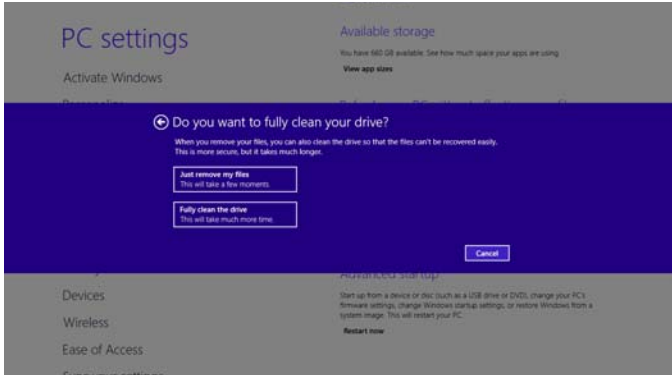 PC settings
Activate Windows
Available storage
You have 660 GB available. See how much space your apps are using.
View app sizes
Do you want to fully clean your drive?
When you remove your files, you can also clean the drive so that the files can't be recovered easily.
This is more secure, but it takes much longer.
Just remove my files
This will take a few moments.
Fully clean the drive
This will take much more time.
Cancel
Devices
Wireless
Ease of Access
Advanced startup
Start up from a device or disc (such as a USB drive or DVD), change your PC's
firmware settings, change Windows startup settings, or restore Windows from a
system image. This will restart your PC.
Restart now